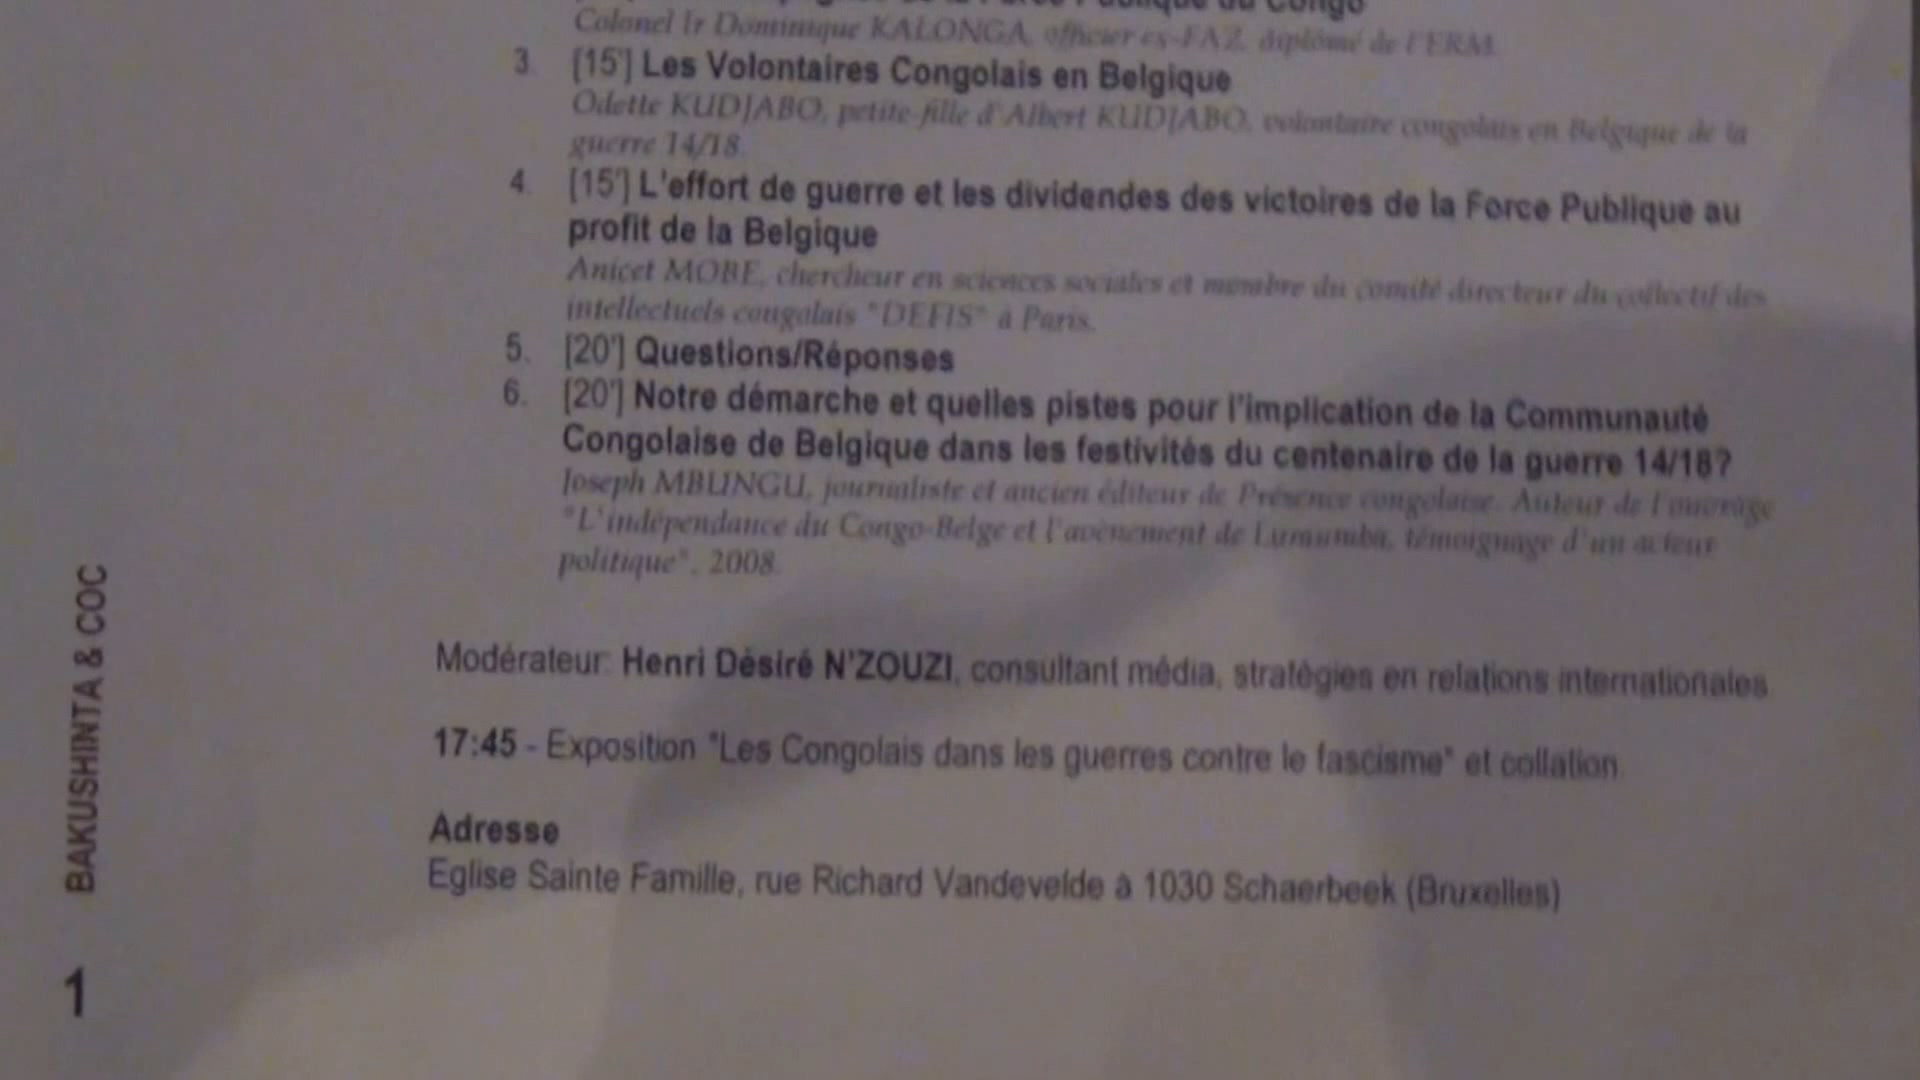 Publique du Congo
Colonel Ir Dominique KALONGA, officier ex-FAZ, diplômé de l'ERM.
3. [15'] Les Volontaires Congolais en Belgique
Odette KUDJABO, petite-fille d'Albert KUDJABO, volontaire congolais en Belgique de la
guerre 14/18.
4. [15'] L'effort de guerre et les dividendes des victoires de la Force Publique au
profit de la Belgique
Anicet MOBE, chercheur en sciences sociales et membre du comité directeur du collectif des
intellectuels congolais "DEFIS" à Paris.
5. [20'] Questions/Réponses
6. [20'] Notre démarche et quelles pistes pour l'implication de la Communauté
Congolaise de Belgique dans les festivités du centenaire de la guerre 14/18?
Joseph MBUNGU, journaliste et ancien éditeur de Présence congolaise. Auteur de l'ouvrage
"L'indépendance du Congo-Belge et l'avènement de Lumumba, témoignage d'un acteur
politique", 2008.
Modérateur: Henri Désiré N'ZOUZI, consultant média, stratégies en relations internationales
17:45 - Exposition "Les Congolais dans les guerres contre le fascisme" et collation
Adresse
Eglise Sainte Famille, rue Richard Vandevelde à 1030 Schaerbeek (Bruxelles)
BAKUSHINTA & COC
1